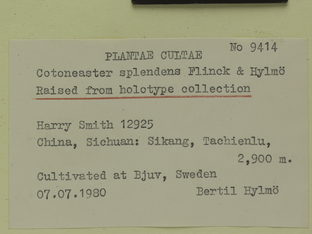 No 9414
PLANTAE CULTAE
Cotoneaster splendens Flinck & Hylmö
Raised from holotype collection
Harry Smith 12925
China, Sichuan: Sikang, Tachienlu,
2,900 m.
Cultivated at Bjuv, Sweden
07.07.1980 Bertil Hylmö